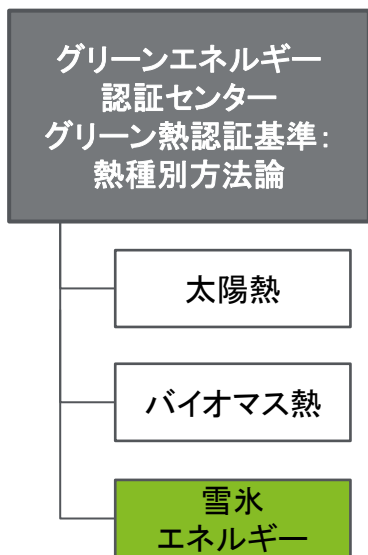 グリーンエネルギー
認証センター
グリーン熱認証基準：
熱種別方法論
太陽熱
バイオマス熱
雪氷
エネルギー